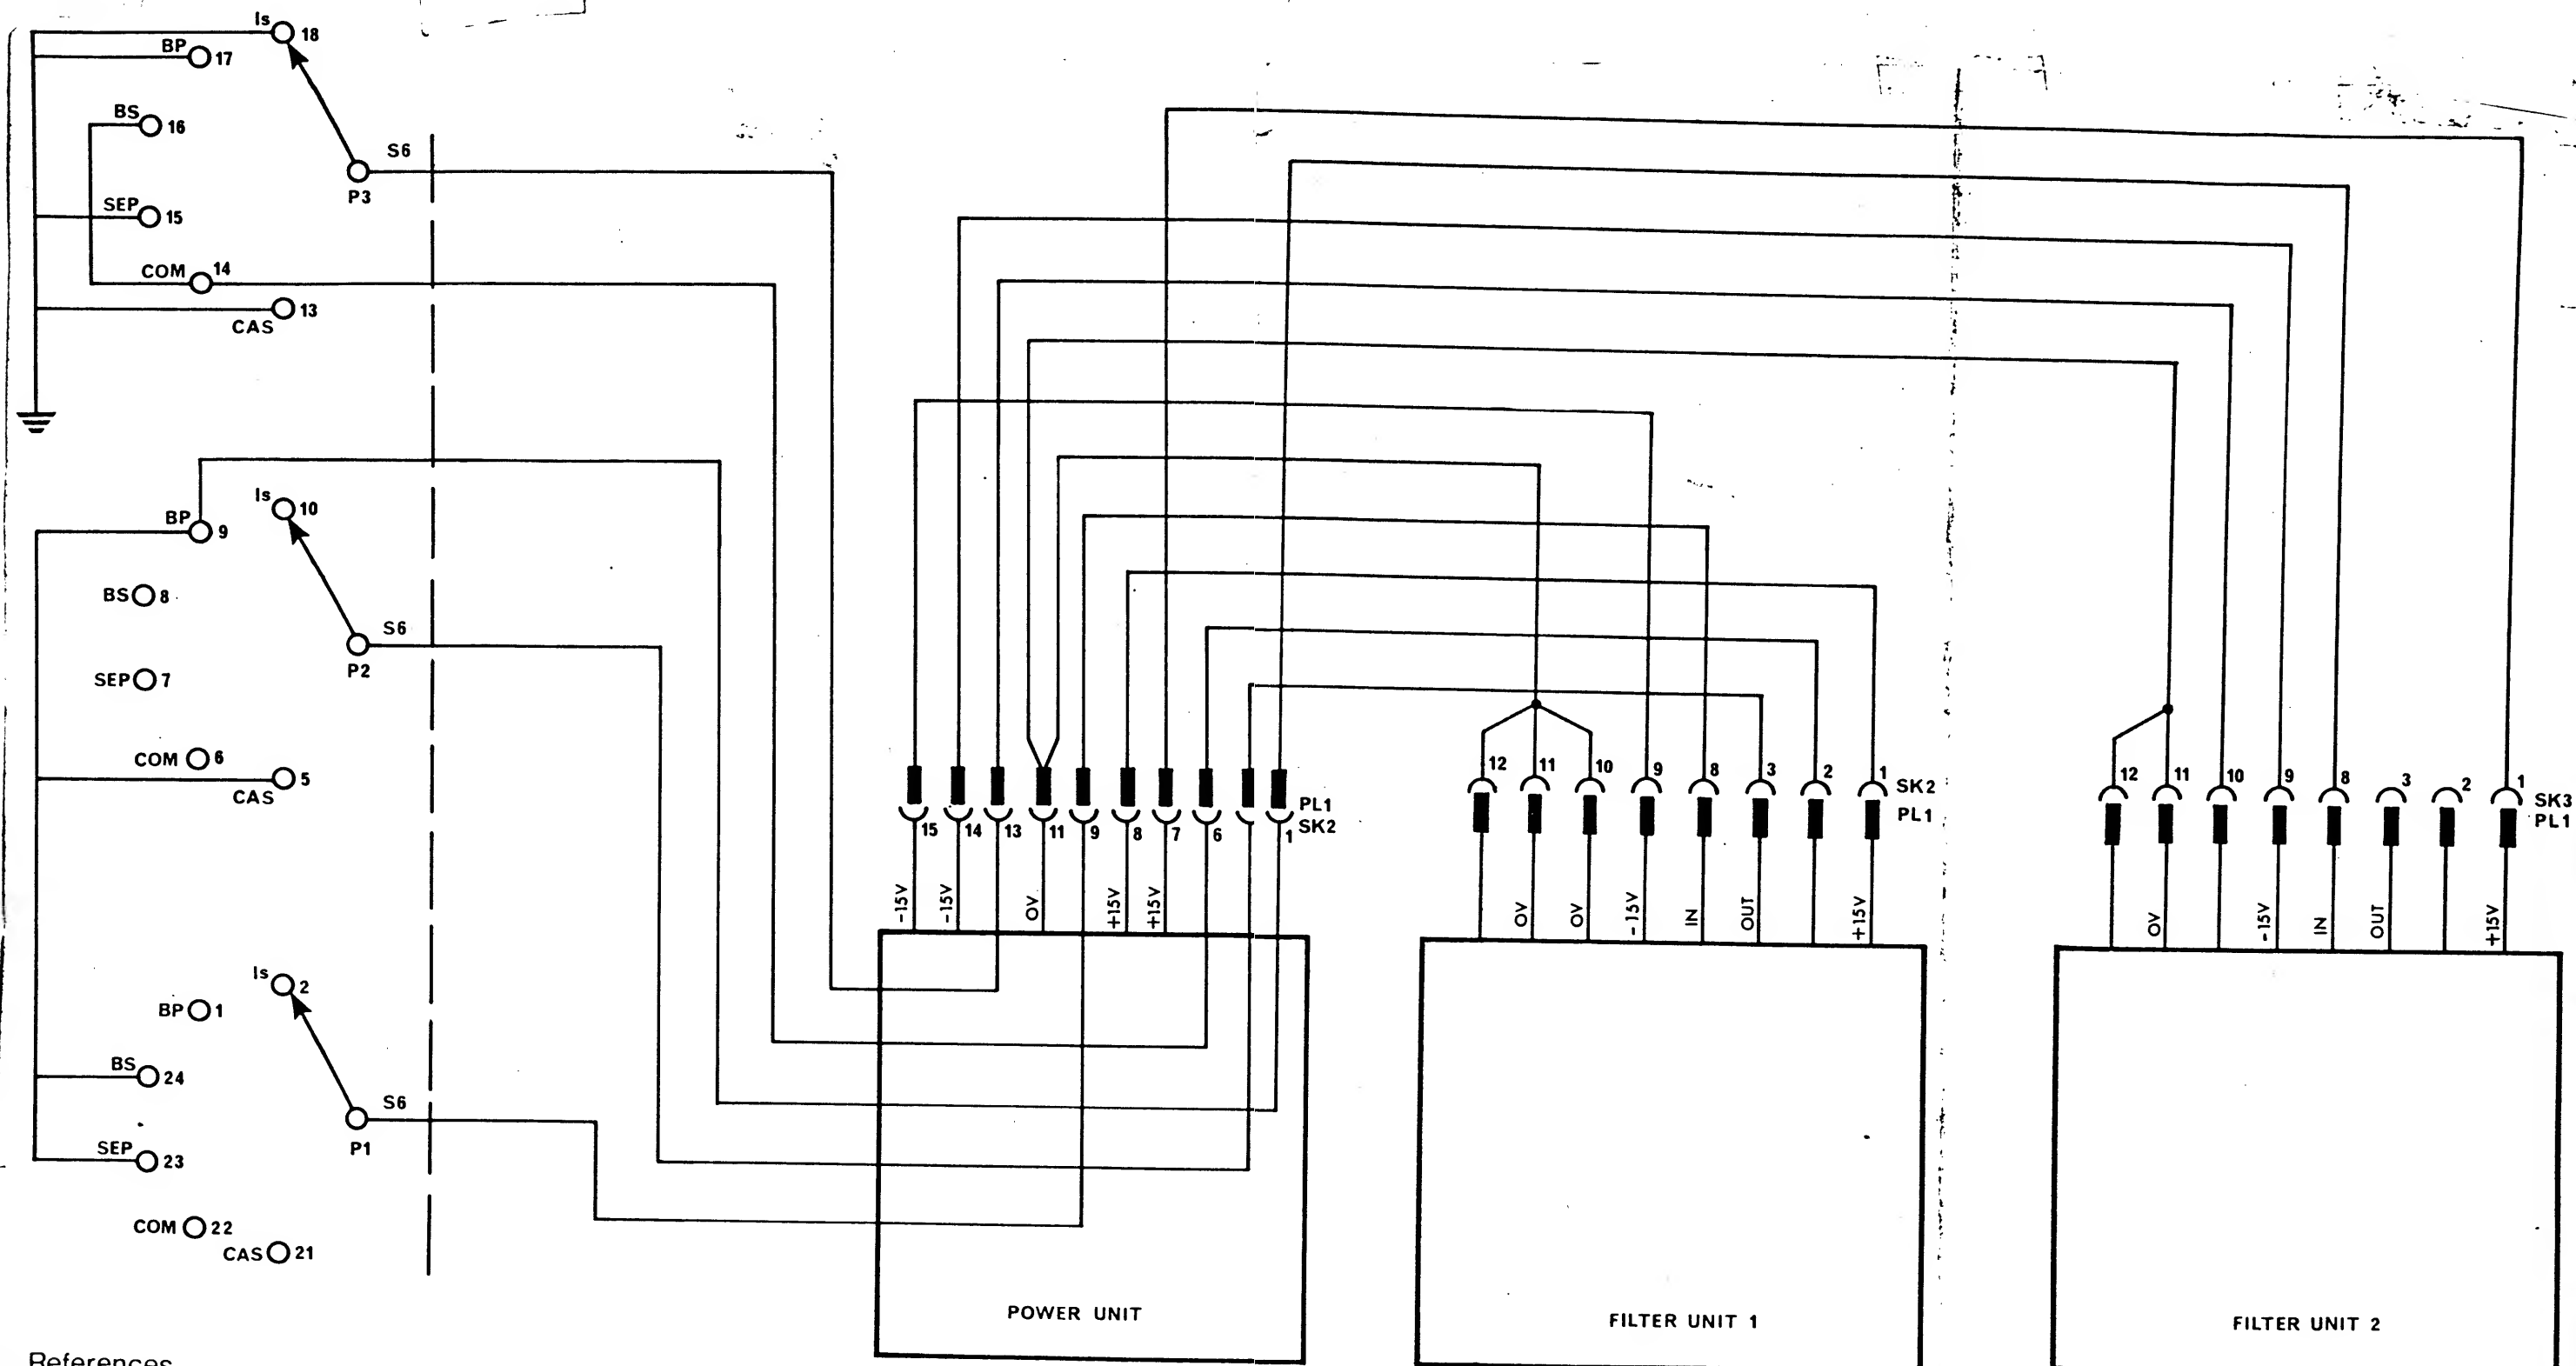 Is 18
BP 17
BS 16
S6
P3
SEP 15
COM 14
CAS 13
Is 10
BP 9
BS 8
S6
P2
SEP 7
COM 6
CAS 5
Is 2
BP 1
BS 24
S6
P1
SEP 23
COM 22
CAS 21
PL1
15 14 13 11 9 8 7 6 1 SK2
-15V -15V OV +15V +15V
POWER UNIT
12 11 10 9 8 3 2 1 SK2
PL1
OV OV -15V IN OUT +15V
FILTER UNIT 1
12 11 10 9 8 3 2 1 SK3
PL1
OV -15V IN OUT +15V
FILTER UNIT 2
References